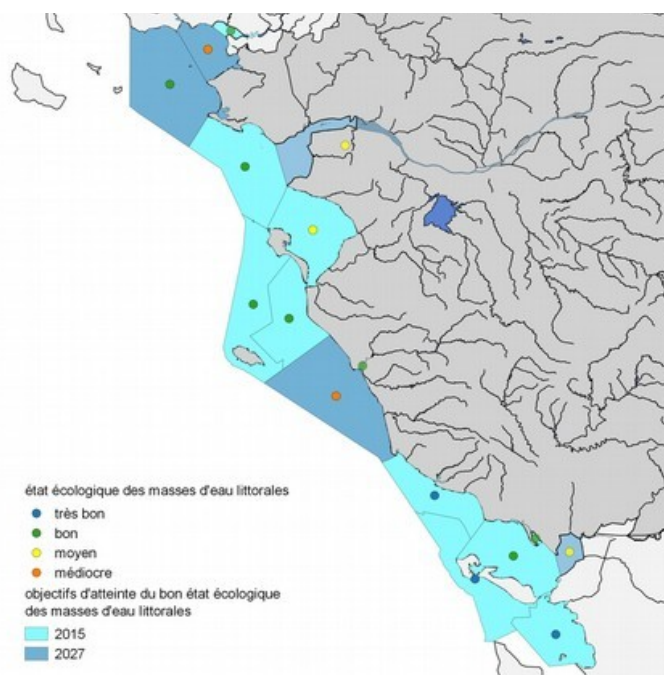 état écologique des masses d'eau littorales
très bon
bon
moyen
médiocre
objectifs d'atteinte du bon état écologique
des masses d'eau littorales
2015
2027